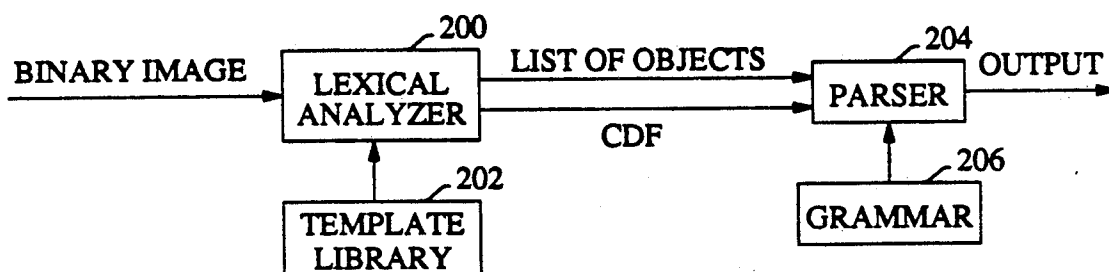 200
BINARY IMAGE
LEXICAL
ANALYZER
LIST OF OBJECTS
CDF
204
PARSER
OUTPUT
202
TEMPLATE
LIBRARY
206
GRAMMAR